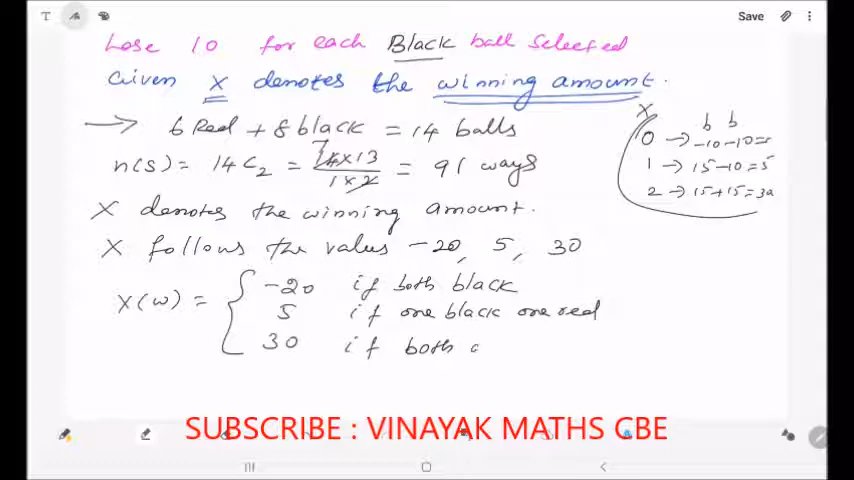 Save
Lose 10 for each Black ball selected
Given X denotes the winning amount.
→ 6 Red + 8 black = 14 balls
n(s) = 14C2 = 14×13 / 1×2 = 91 ways
7
X denotes the winning amount.
X follows the value -20, 5, 30
X(w) = { -20 if both black
5 if one black one red
30 if both
X
b b
0 → -10-10=
1 → 15-10=5
2 → 15+15=30
SUBSCRIBE : VINAYAK MATHS CBE